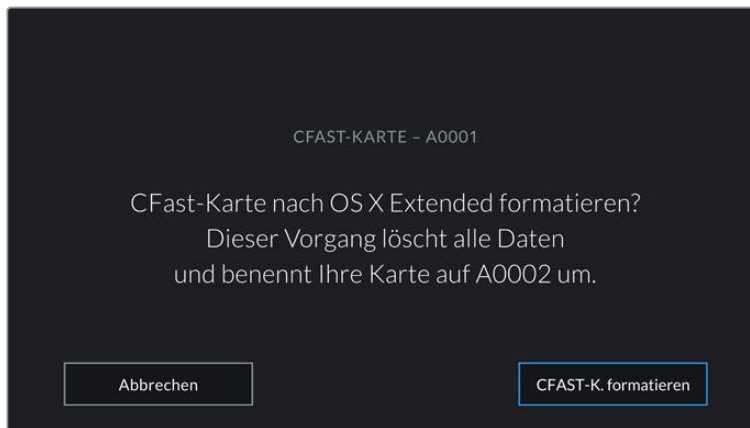 CFAST-KARTE – A0001
CFast-Karte nach OS X Extended formatieren?
Dieser Vorgang löscht alle Daten
und benennt Ihre Karte auf A0002 um.
Abbrechen
CFAST-K. formatieren